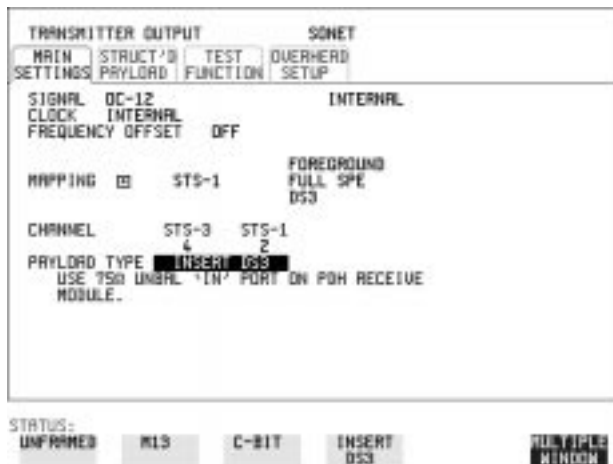 TRANSMITTER OUTPUT SONET
MAIN SETTINGS STRUCT'D PAYLOAD TEST FUNCTION OVERHEAD SETUP
SIGNAL OC-12 INTERNAL
CLOCK INTERNAL
FREQUENCY OFFSET OFF
FOREGROUND
MAPPING STS-1 FULL SPE
DS3
CHANNEL STS-3 STS-1
4 2
PAYLOAD TYPE INSERT DS3
USE 75Ω UNBAL 'IN' PORT ON PDH RECEIVE
MODULE.
STATUS:
UNFRAMED M13 C-BIT INSERT DS3 MULTIPLE WINDOW